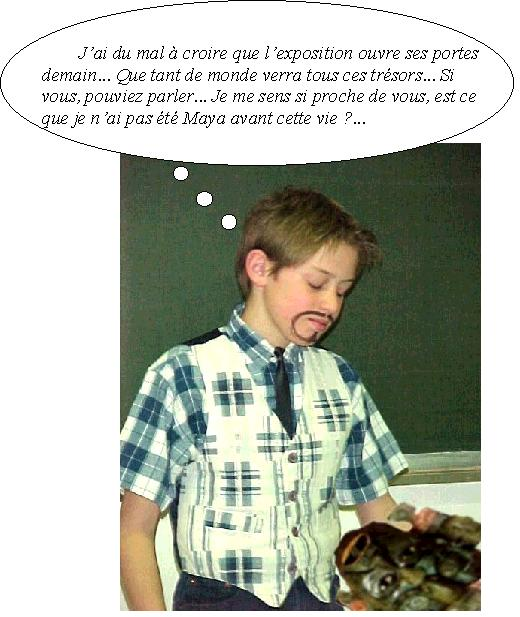 J’ai du mal à croire que l’exposition ouvre ses portes
demain... Que tant de monde verra tous ces trésors... Si
vous, pouviez parler... Je me sens si proche de vous, est ce
que je n’ai pas été Maya avant cette vie ?...